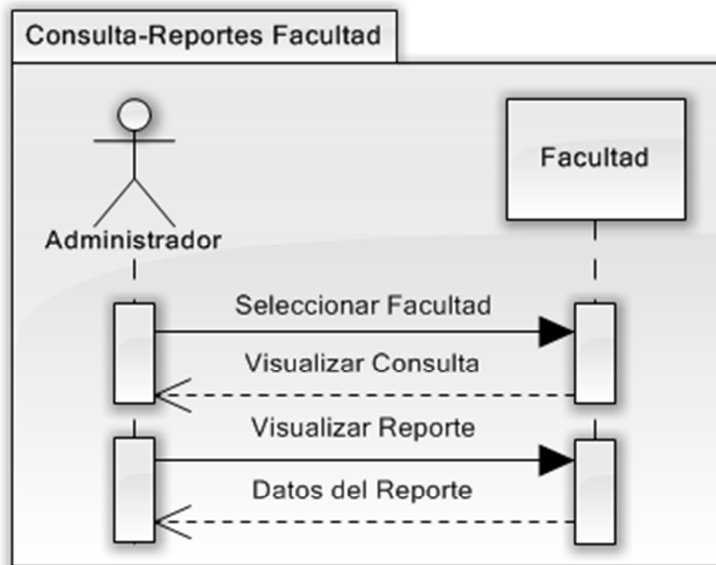 Consulta-Reportes Facultad
Facultad
Administrador
Seleccionar Facultad
Visualizar Consulta
Visualizar Reporte
Datos del Reporte